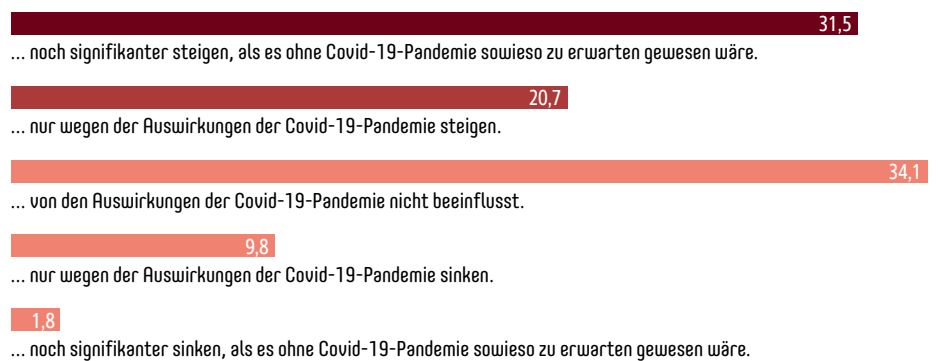 31,5
... noch signifikanter steigen, als es ohne Covid-19-Pandemie sowieso zu erwarten gewesen wäre.
20,7
... nur wegen der Auswirkungen der Covid-19-Pandemie steigen.
34,1
... von den Auswirkungen der Covid-19-Pandemie nicht beeinflusst.
9,8
... nur wegen der Auswirkungen der Covid-19-Pandemie sinken.
1,8
... noch signifikanter sinken, als es ohne Covid-19-Pandemie sowieso zu erwarten gewesen wäre.